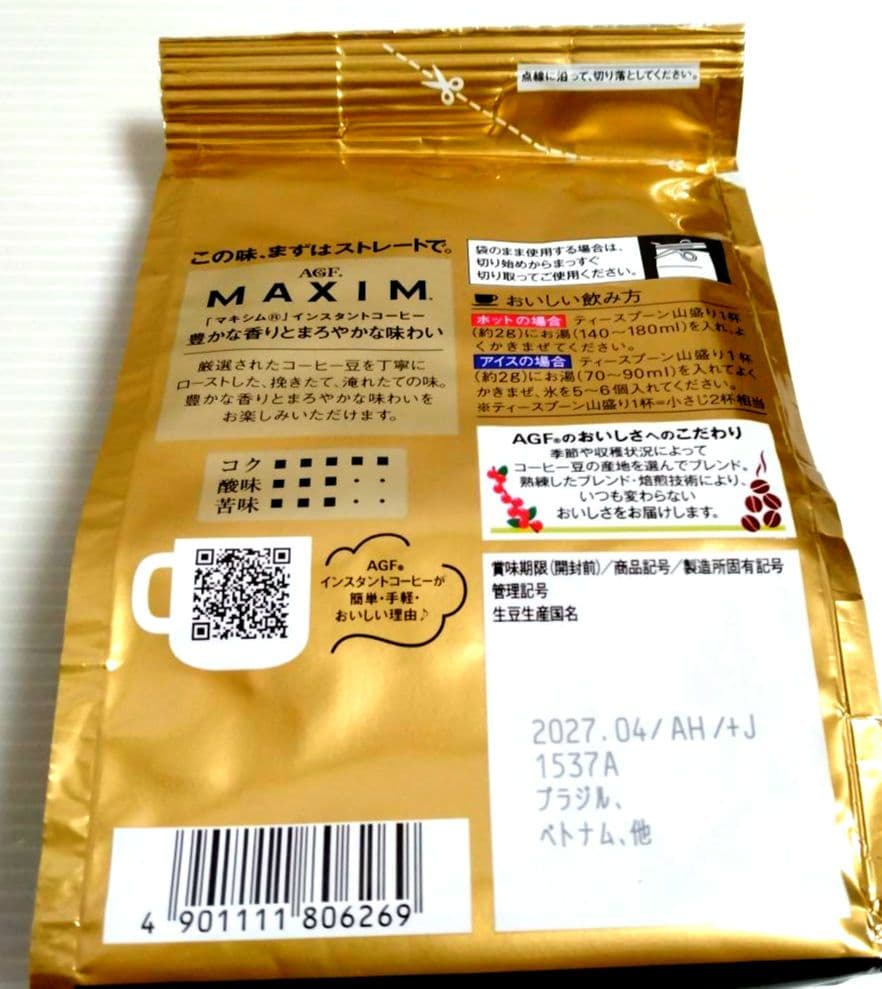 点線に沿って、切り落としてください。
この味、まずはストレートで。
AGF.
MAXIM.
「マキシム®」インスタントコーヒー
豊かな香りとまろやかな味わい
厳選されたコーヒー豆を丁寧に
ローストした、挽きたて、淹れたての味。
豊かな香りとまろやかな味わいを
お楽しみいただけます。
コク ■ ■ ■ ■ ■
酸味 ■ ■ ■ ・ ・
苦味 ■ ■ ■ ・ ・
AGF®
インスタントコーヒーが
簡単・手軽・
おいしい理由♪
4 901111 806269
袋のまま使用する場合は、
切り始めからまっすぐ
切り取ってご使用ください。
おいしい飲み方
ホットの場合 ティースプーン山盛り1杯
(約2g)にお湯(140～180ml)を入れ、よ
くかきまぜてください。
アイスの場合 ティースプーン山盛り1杯
(約2g)にお湯(70～90ml)を入れてよく
かきまぜ、氷を5～6個入れてください。
※ティースプーン山盛り1杯=小さじ2杯相当
AGF®のおいしさへのこだわり
季節や収穫状況によって
コーヒー豆の産地を選んでブレンド。
熟練したブレンド・焙煎技術により、
いつも変わらない
おいしさをお届けします。
賞味期限(開封前)/商品記号/製造所固有記号
管理記号
生豆生産国名
2027.04/AH/+J
1537A
ブラジル、
ベトナム、他